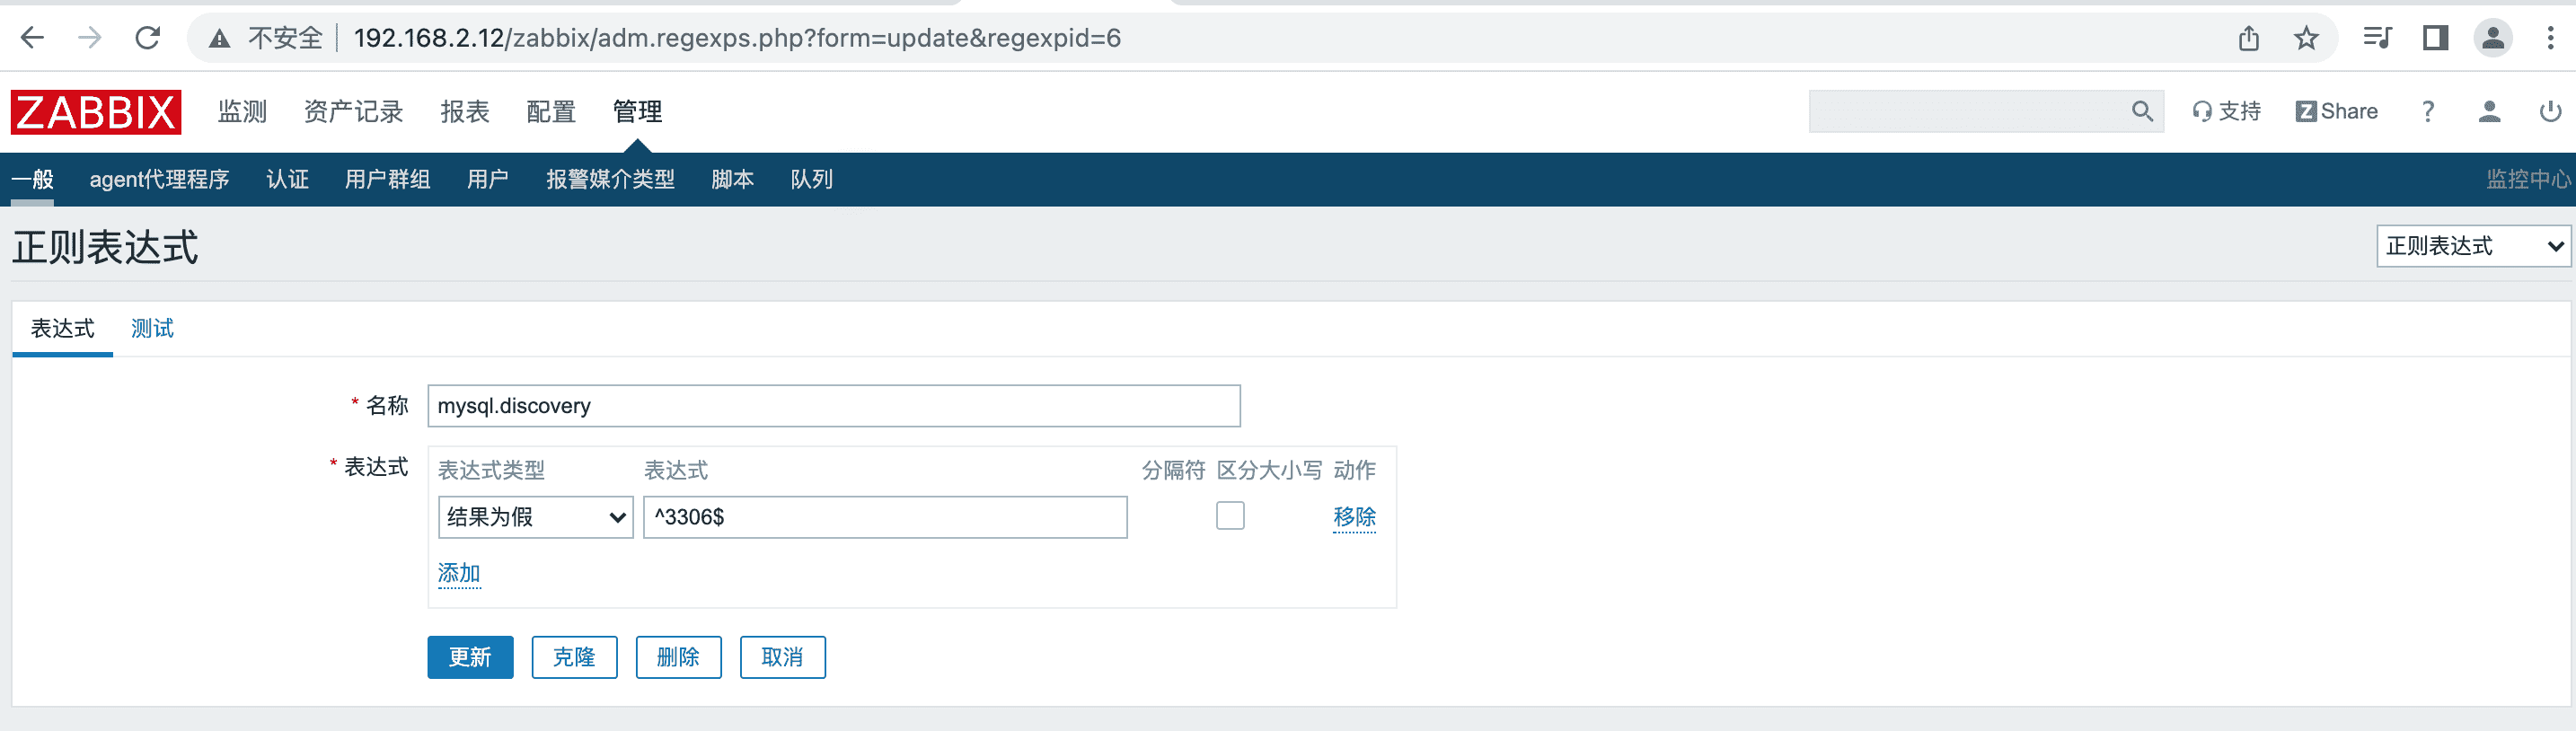 不安全 192.168.2.12/zabbix/adm.regexps.php?form=update&regexpid=6
ZABBIX 监测 资产记录 报表 配置 管理 支持 Z Share ?
一般 agent代理程序 认证 用户群组 用户 报警媒介类型 脚本 队列 监控中心
正则表达式 正则表达式
表达式 测试
* 名称 mysql.discovery
* 表达式 表达式类型 表达式 分隔符 区分大小写 动作
结果为假 ^3306$ 移除
添加
更新 克隆 删除 取消